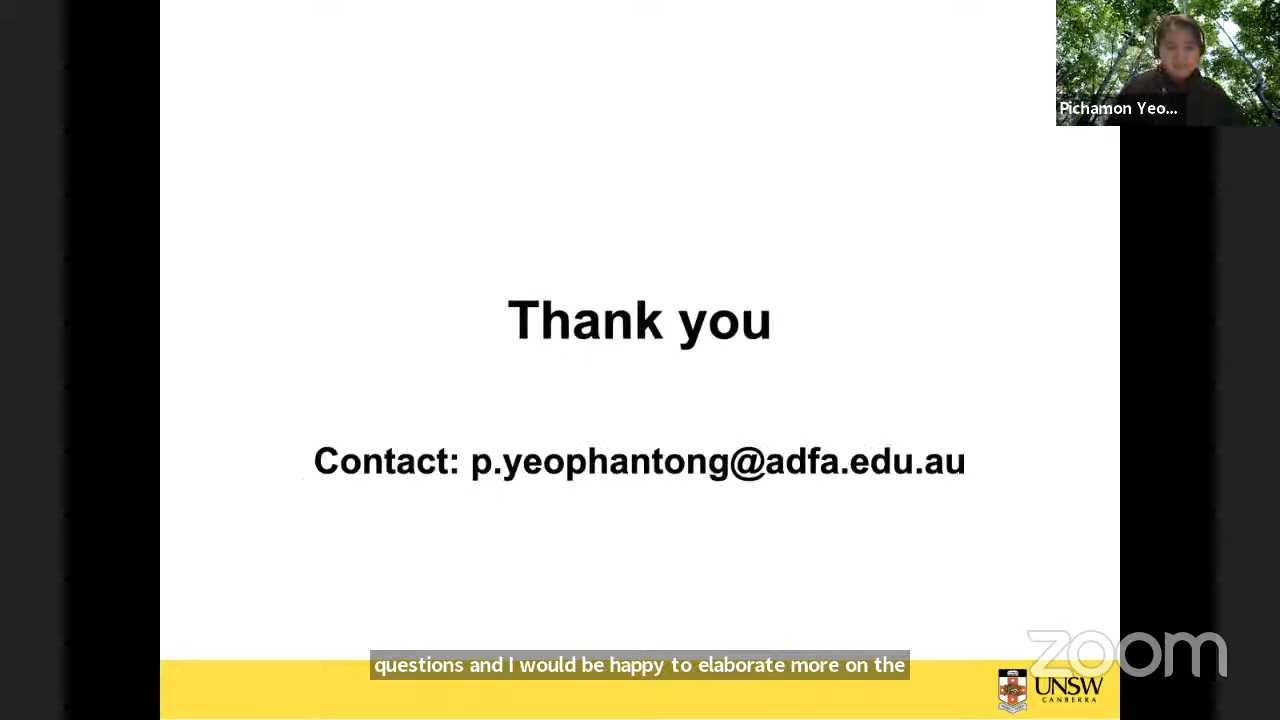 Pichamon Yeo...
Thank you
Contact: p.yeophantong@adfa.edu.au
questions and I would be happy to elaborate more on the
zoom
UNSW
CANBERRA